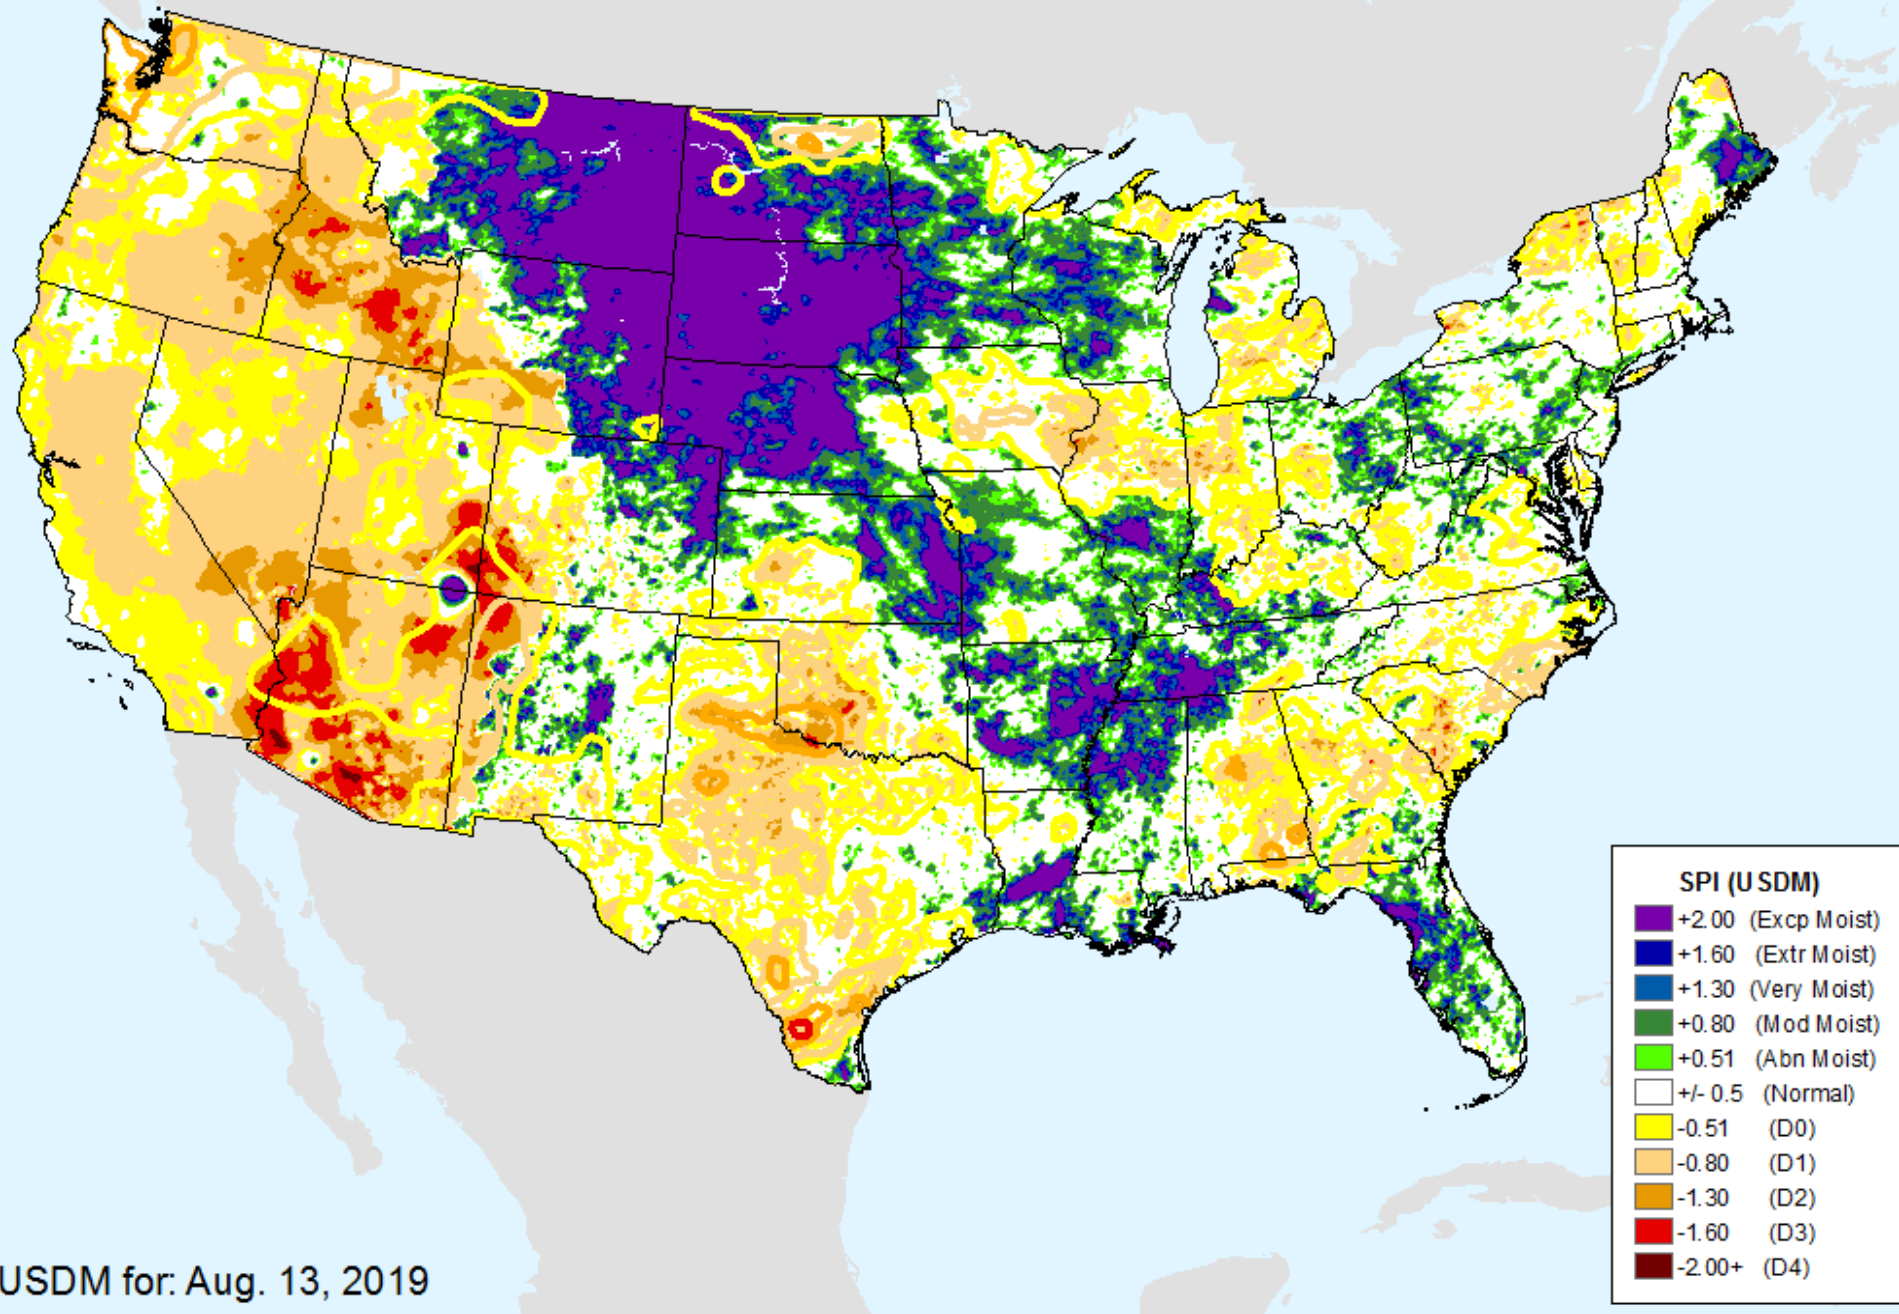 SPI (USDM)
+2.00 (Excp Moist)
+1.60 (Extr Moist)
+1.30 (Very Moist)
+0.80 (Mod Moist)
+0.51 (Abn Moist)
+/- 0.5 (Normal)
-0.51 (D0)
-0.80 (D1)
-1.30 (D2)
-1.60 (D3)
-2.00+ (D4)
USDM for: Aug. 13, 2019